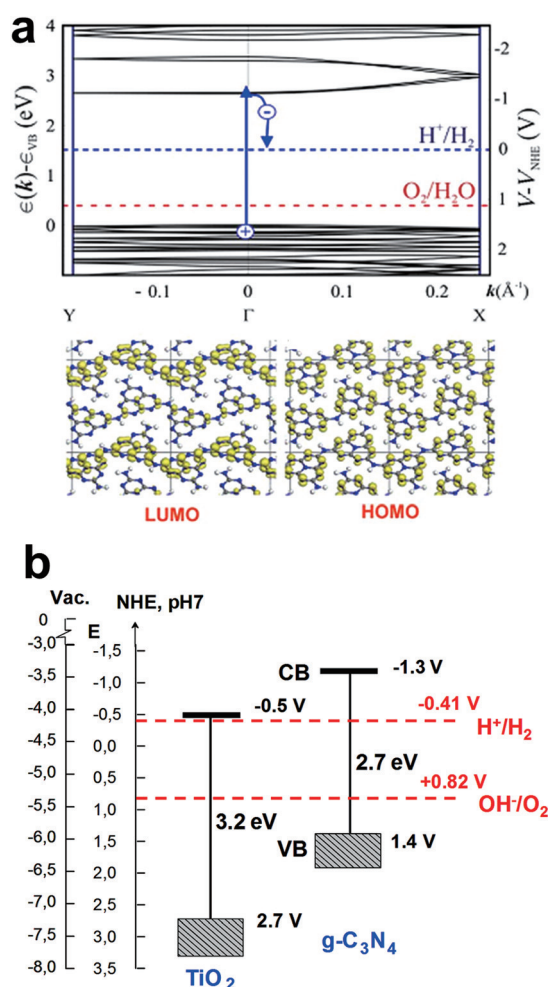 a
4
3
2
1
0
ϵ(k)-ϵVB (eV)
-2
-1
0
1
2
V-VNHE (V)
H+/H2
O2/H2O
-
+
- 0.1
0
0.1
0.2
k(Å-1)
Y
Γ
X
LUMO
HOMO
b
Vac.
NHE, pH7
0
E
-3,0
-3,5
-4,0
-4,5
-5,0
-5,5
-6,0
-6,5
-7,0
-7,5
-8,0
-1,5
-1,0
-0,5
0,0
0,5
1,0
1,5
2,0
2,5
3,0
3,5
CB
-1.3 V
-0.5 V
-0.41 V
H+/H2
2.7 eV
+0.82 V
OH-/O2
3.2 eV
VB
1.4 V
2.7 V
g-C3N4
TiO2